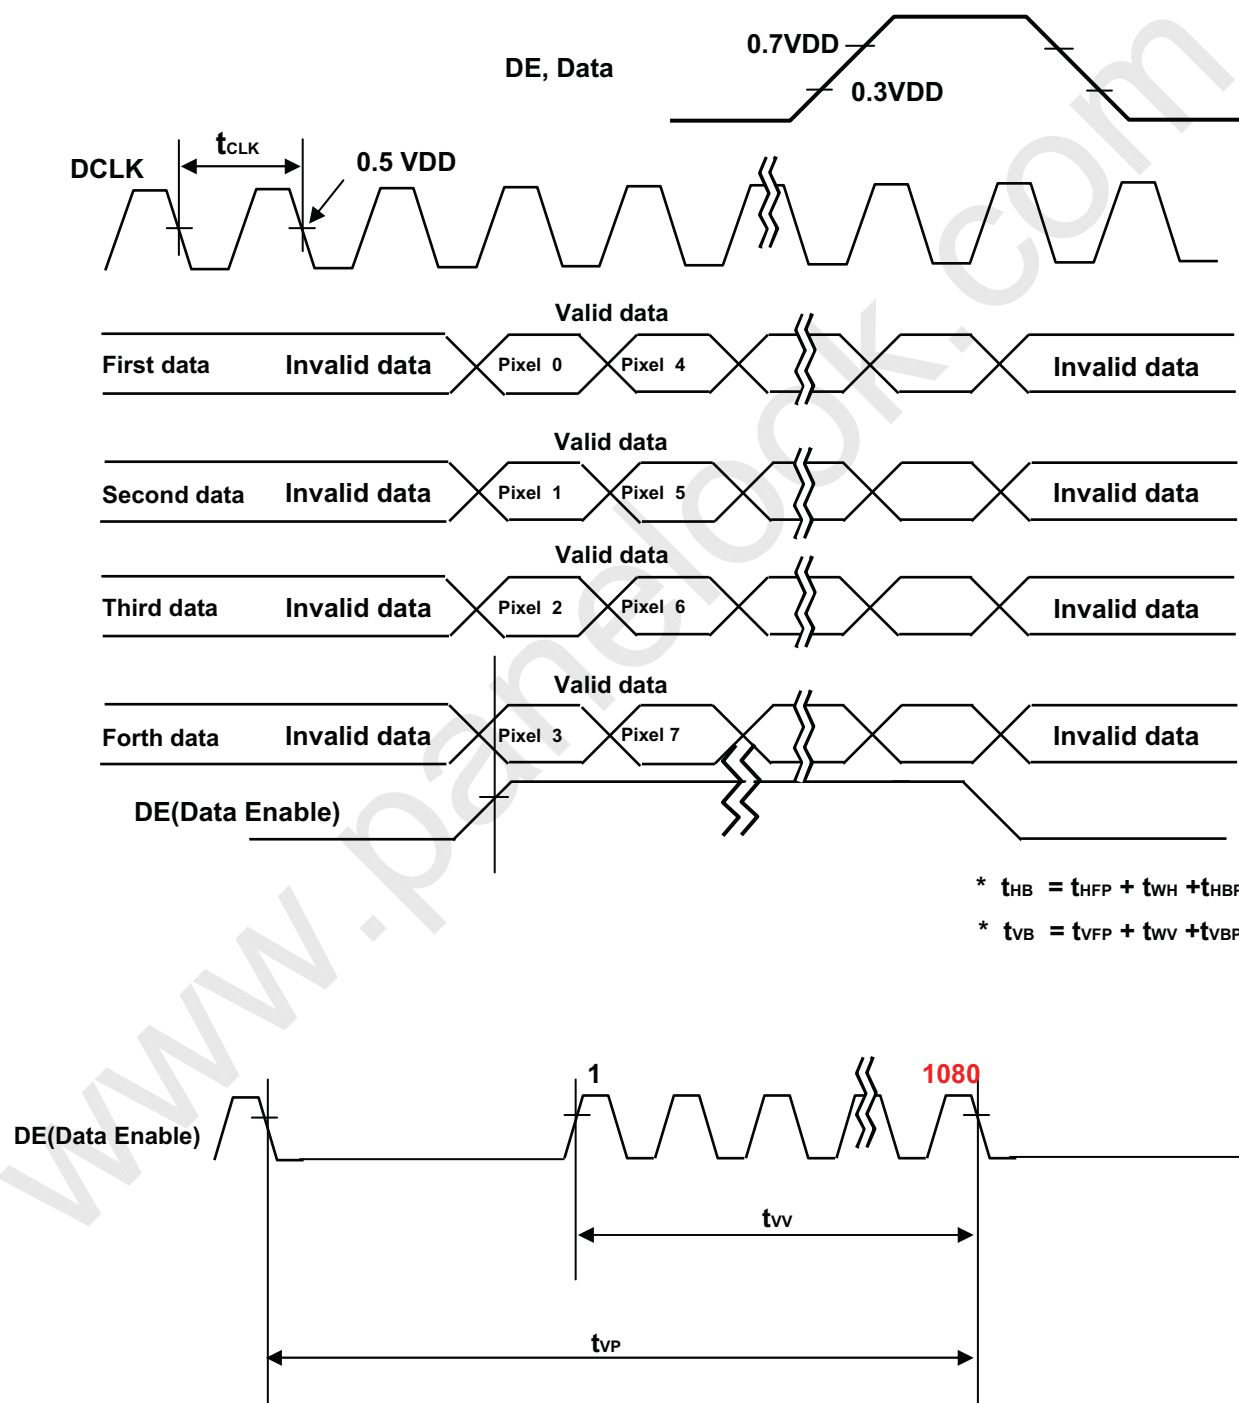 0.7VDD
DE, Data
0.3VDD
tCLK
DCLK
0.5 VDD
Valid data
First data Invalid data Pixel 0 Pixel 4 Invalid data
Valid data
Second data Invalid data Pixel 1 Pixel 5 Invalid data
Valid data
Third data Invalid data Pixel 2 Pixel 6 Invalid data
Valid data
Forth data Invalid data Pixel 3 Pixel 7 Invalid data
DE(Data Enable)
* tHB = tHFP + tWH +tHBP
* tVB = tVFP + tWV +tVBP
1 1080
DE(Data Enable)
tVV
tVP
www.panelook.com